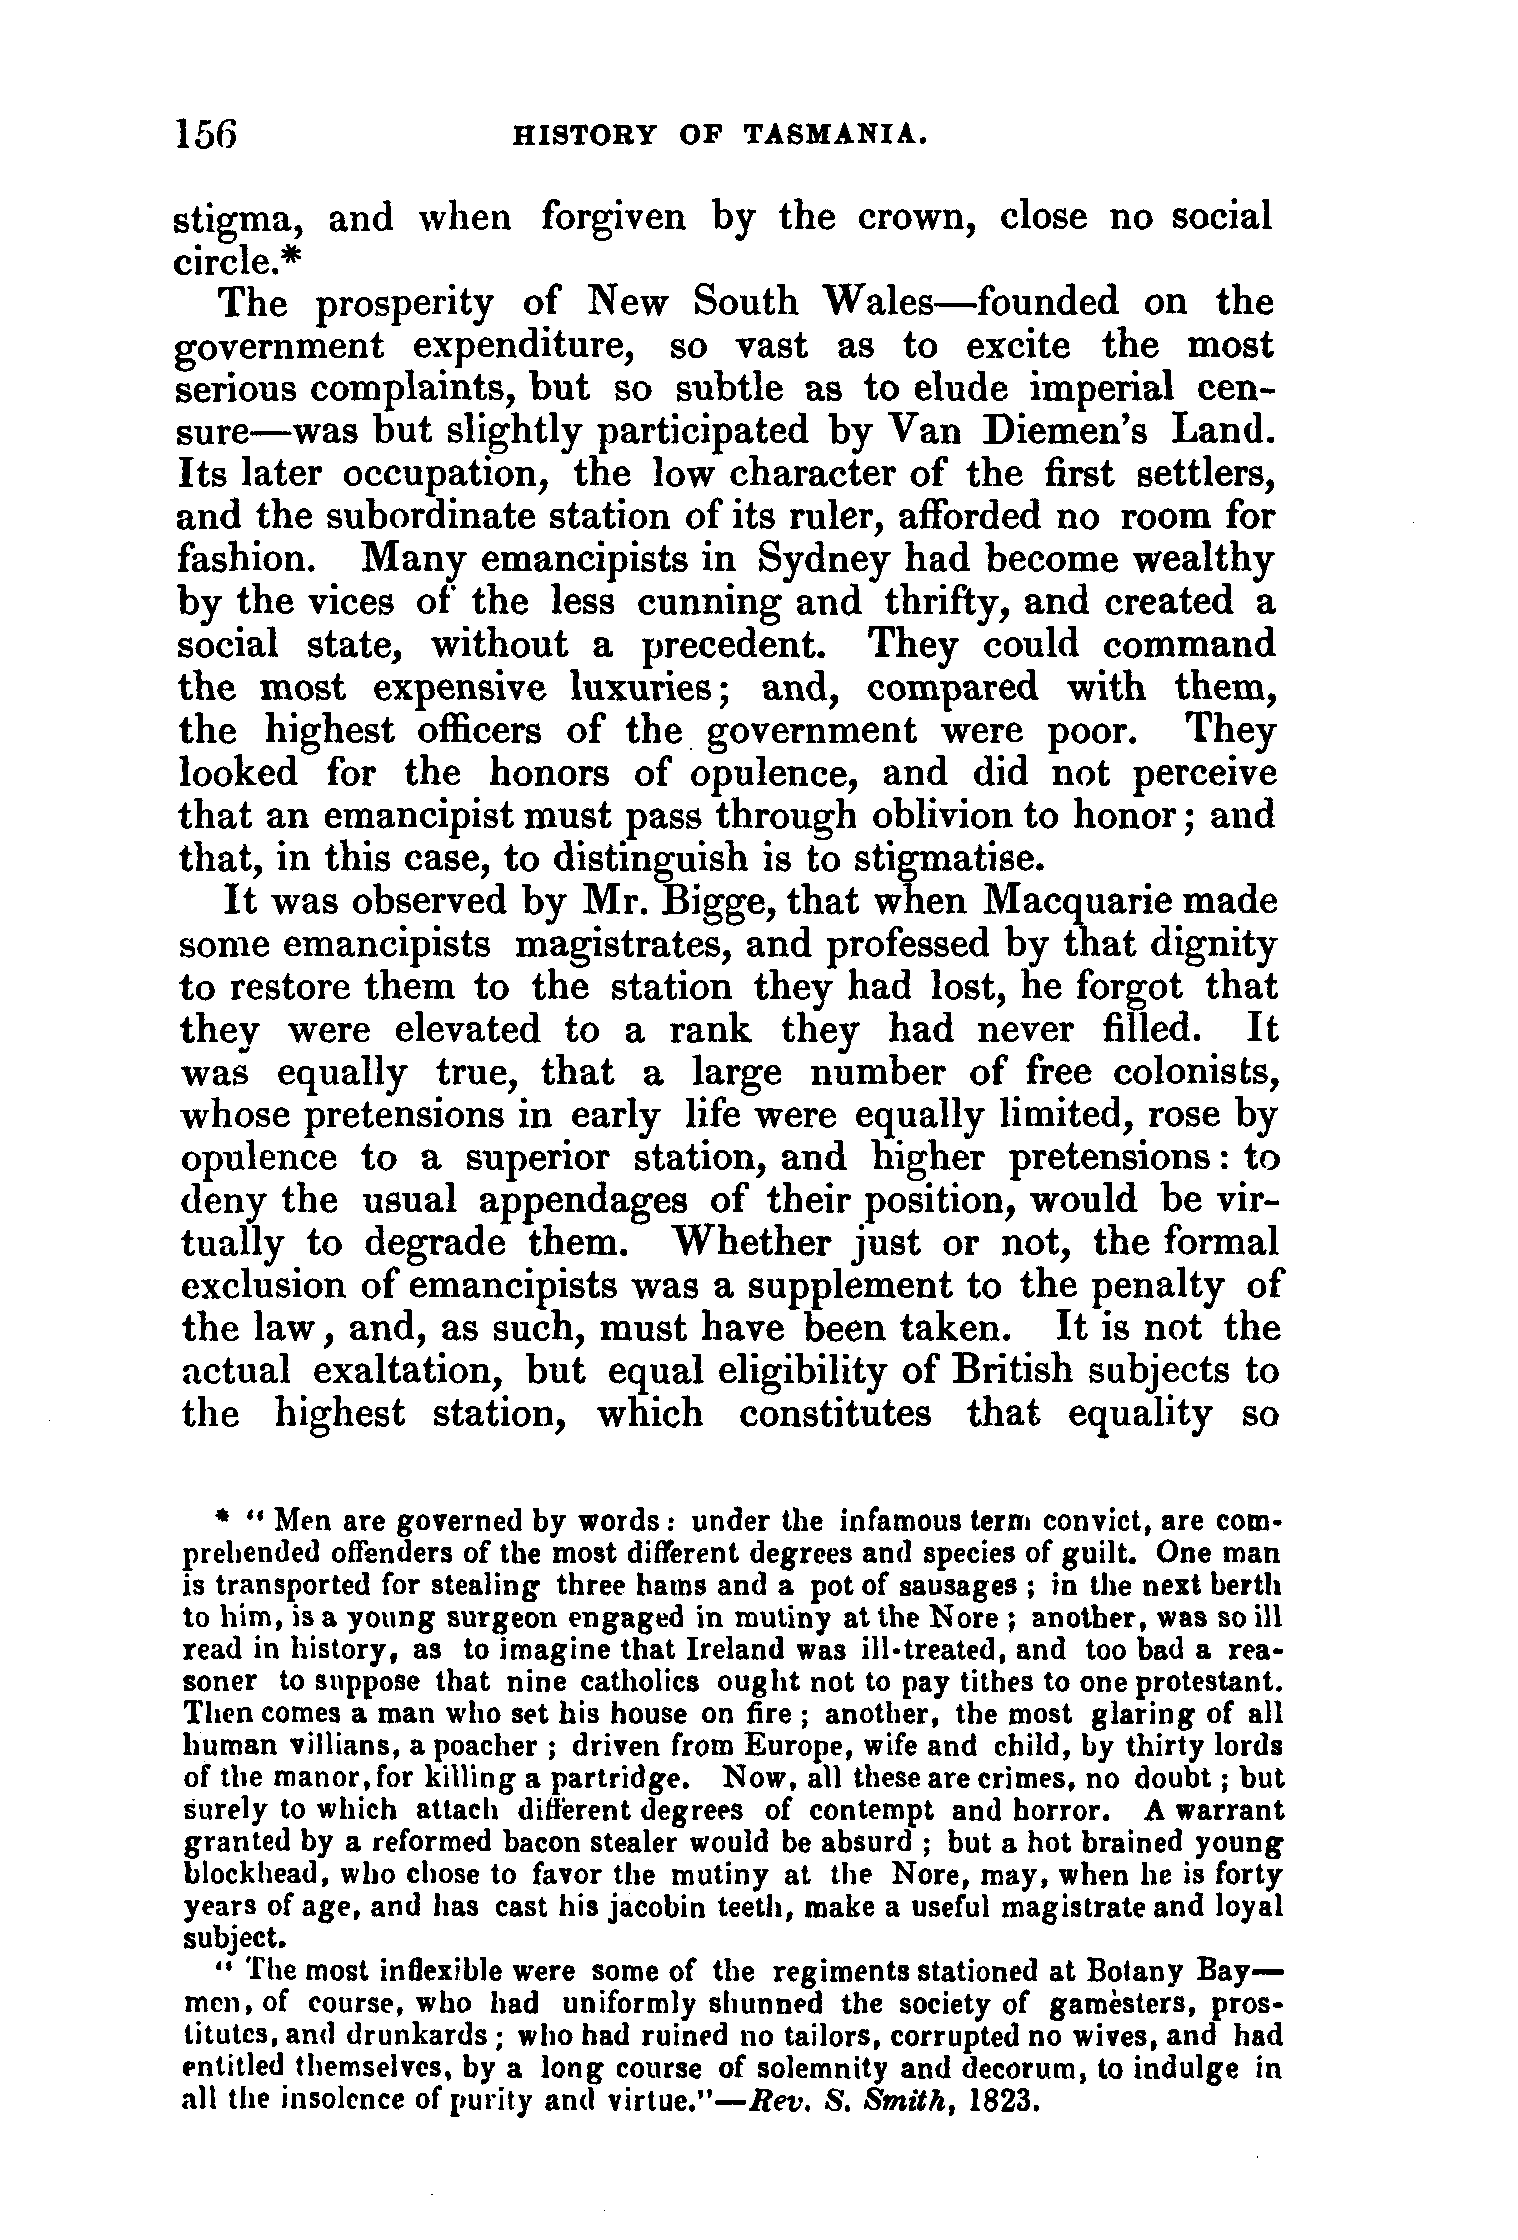 156 HISTORY OF TASMANIA.
stigma, and when forgiven by the crown, close no social
circle.*
The prosperity of New South Wales—founded on the
government expenditure, so vast as to excite the most
serious complaints, but so subtle as to elude imperial cen-
sure—was but slightly participated by Van Diemen's Land.
Its later occupation, the low character of the first settlers,
and the subordinate station of its ruler, afforded no room for
fashion. Many emancipists in Sydney had become wealthy
by the vices of the less cunning and thrifty, and created a
social state, without a precedent. They could command
the most expensive luxuries; and, compared with them,
the highest officers of the government were poor. They
looked for the honors of opulence, and did not perceive
that an emancipist must pass through oblivion to honor; and
that, in this case, to distinguish is to stigmatise.
It was observed by Mr. Bigge, that when Macquarie made
some emancipists magistrates, and professed by that dignity
to restore them to the station they had lost, he forgot that
they were elevated to a rank they had never filled. It
was equally true, that a large number of free colonists,
whose pretensions in early life were equally limited, rose by
opulence to a superior station, and higher pretensions: to
deny the usual appendages of their position, would be vir-
tually to degrade them. Whether just or not, the formal
exclusion of emancipists was a supplement to the penalty of
the law, and, as such, must have been taken. It is not the
actual exaltation, but equal eligibility of British subjects to
the highest station, which constitutes that equality so
* "Men are governed by words: under the infamous term convict, are com-
prehended offenders of the most different degrees and species of guilt. One man
is transported for stealing three hams and a pot of sausages; in the next berth
to him, is a young surgeon engaged in mutiny at the Nore; another, was so ill
read in history, as to imagine that Ireland was ill-treated, and too bad a rea-
soner to suppose that nine catholics ought not to pay tithes to one protestant.
Then comes a man who set his house on fire; another, the most glaring of all
human villians, a poacher; driven from Europe, wife and child, by thirty lords
of the manor, for killing a partridge. Now, all these are crimes, no doubt; but
surely to which attach different degrees of contempt and horror. A warrant
granted by a reformed bacon stealer would be absurd; but a hot brained young
blockhead, who chose to favor the mutiny at the Nore, may, when he is forty
years of age, and has cast his jacobin teeth, make a useful magistrate and loyal
subject.
"The most inflexible were some of the regiments stationed at Botany Bay—
men, of course, who had uniformly shunned the society of gamesters, pros-
titutes, and drunkards; who had ruined no tailors, corrupted no wives, and had
entitled themselves, by a long course of solemnity and decorum, to indulge in
all the insolence of purity and virtue."—Rev. S. Smith, 1823.